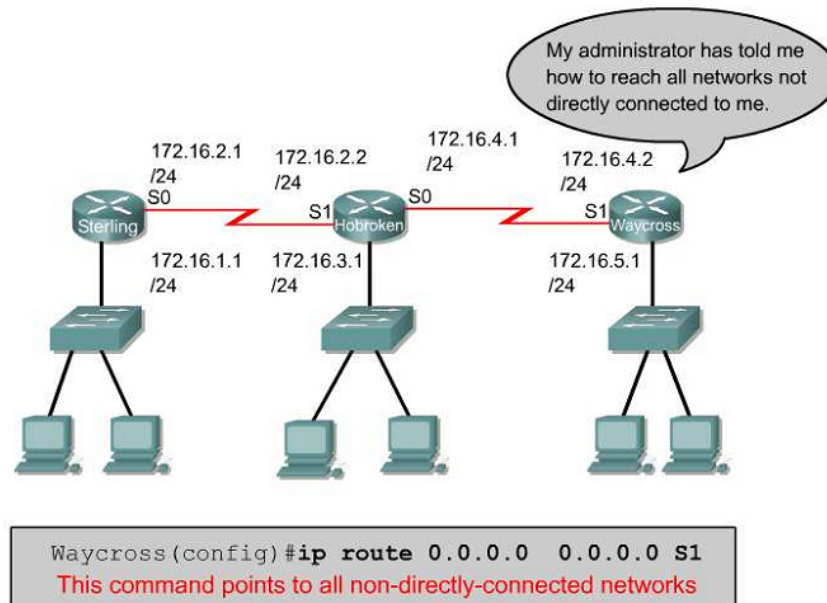 My administrator has told me
how to reach all networks not
directly connected to me.
172.16.2.1
/24
172.16.2.2
/24
172.16.4.1
/24
172.16.4.2
/24
S0
S1
S0
S1
Sterling
Hobroken
Waycross
172.16.1.1
/24
172.16.3.1
/24
172.16.5.1
/24
Waycross(config)#ip route 0.0.0.0 0.0.0.0 S1
This command points to all non-directly-connected networks